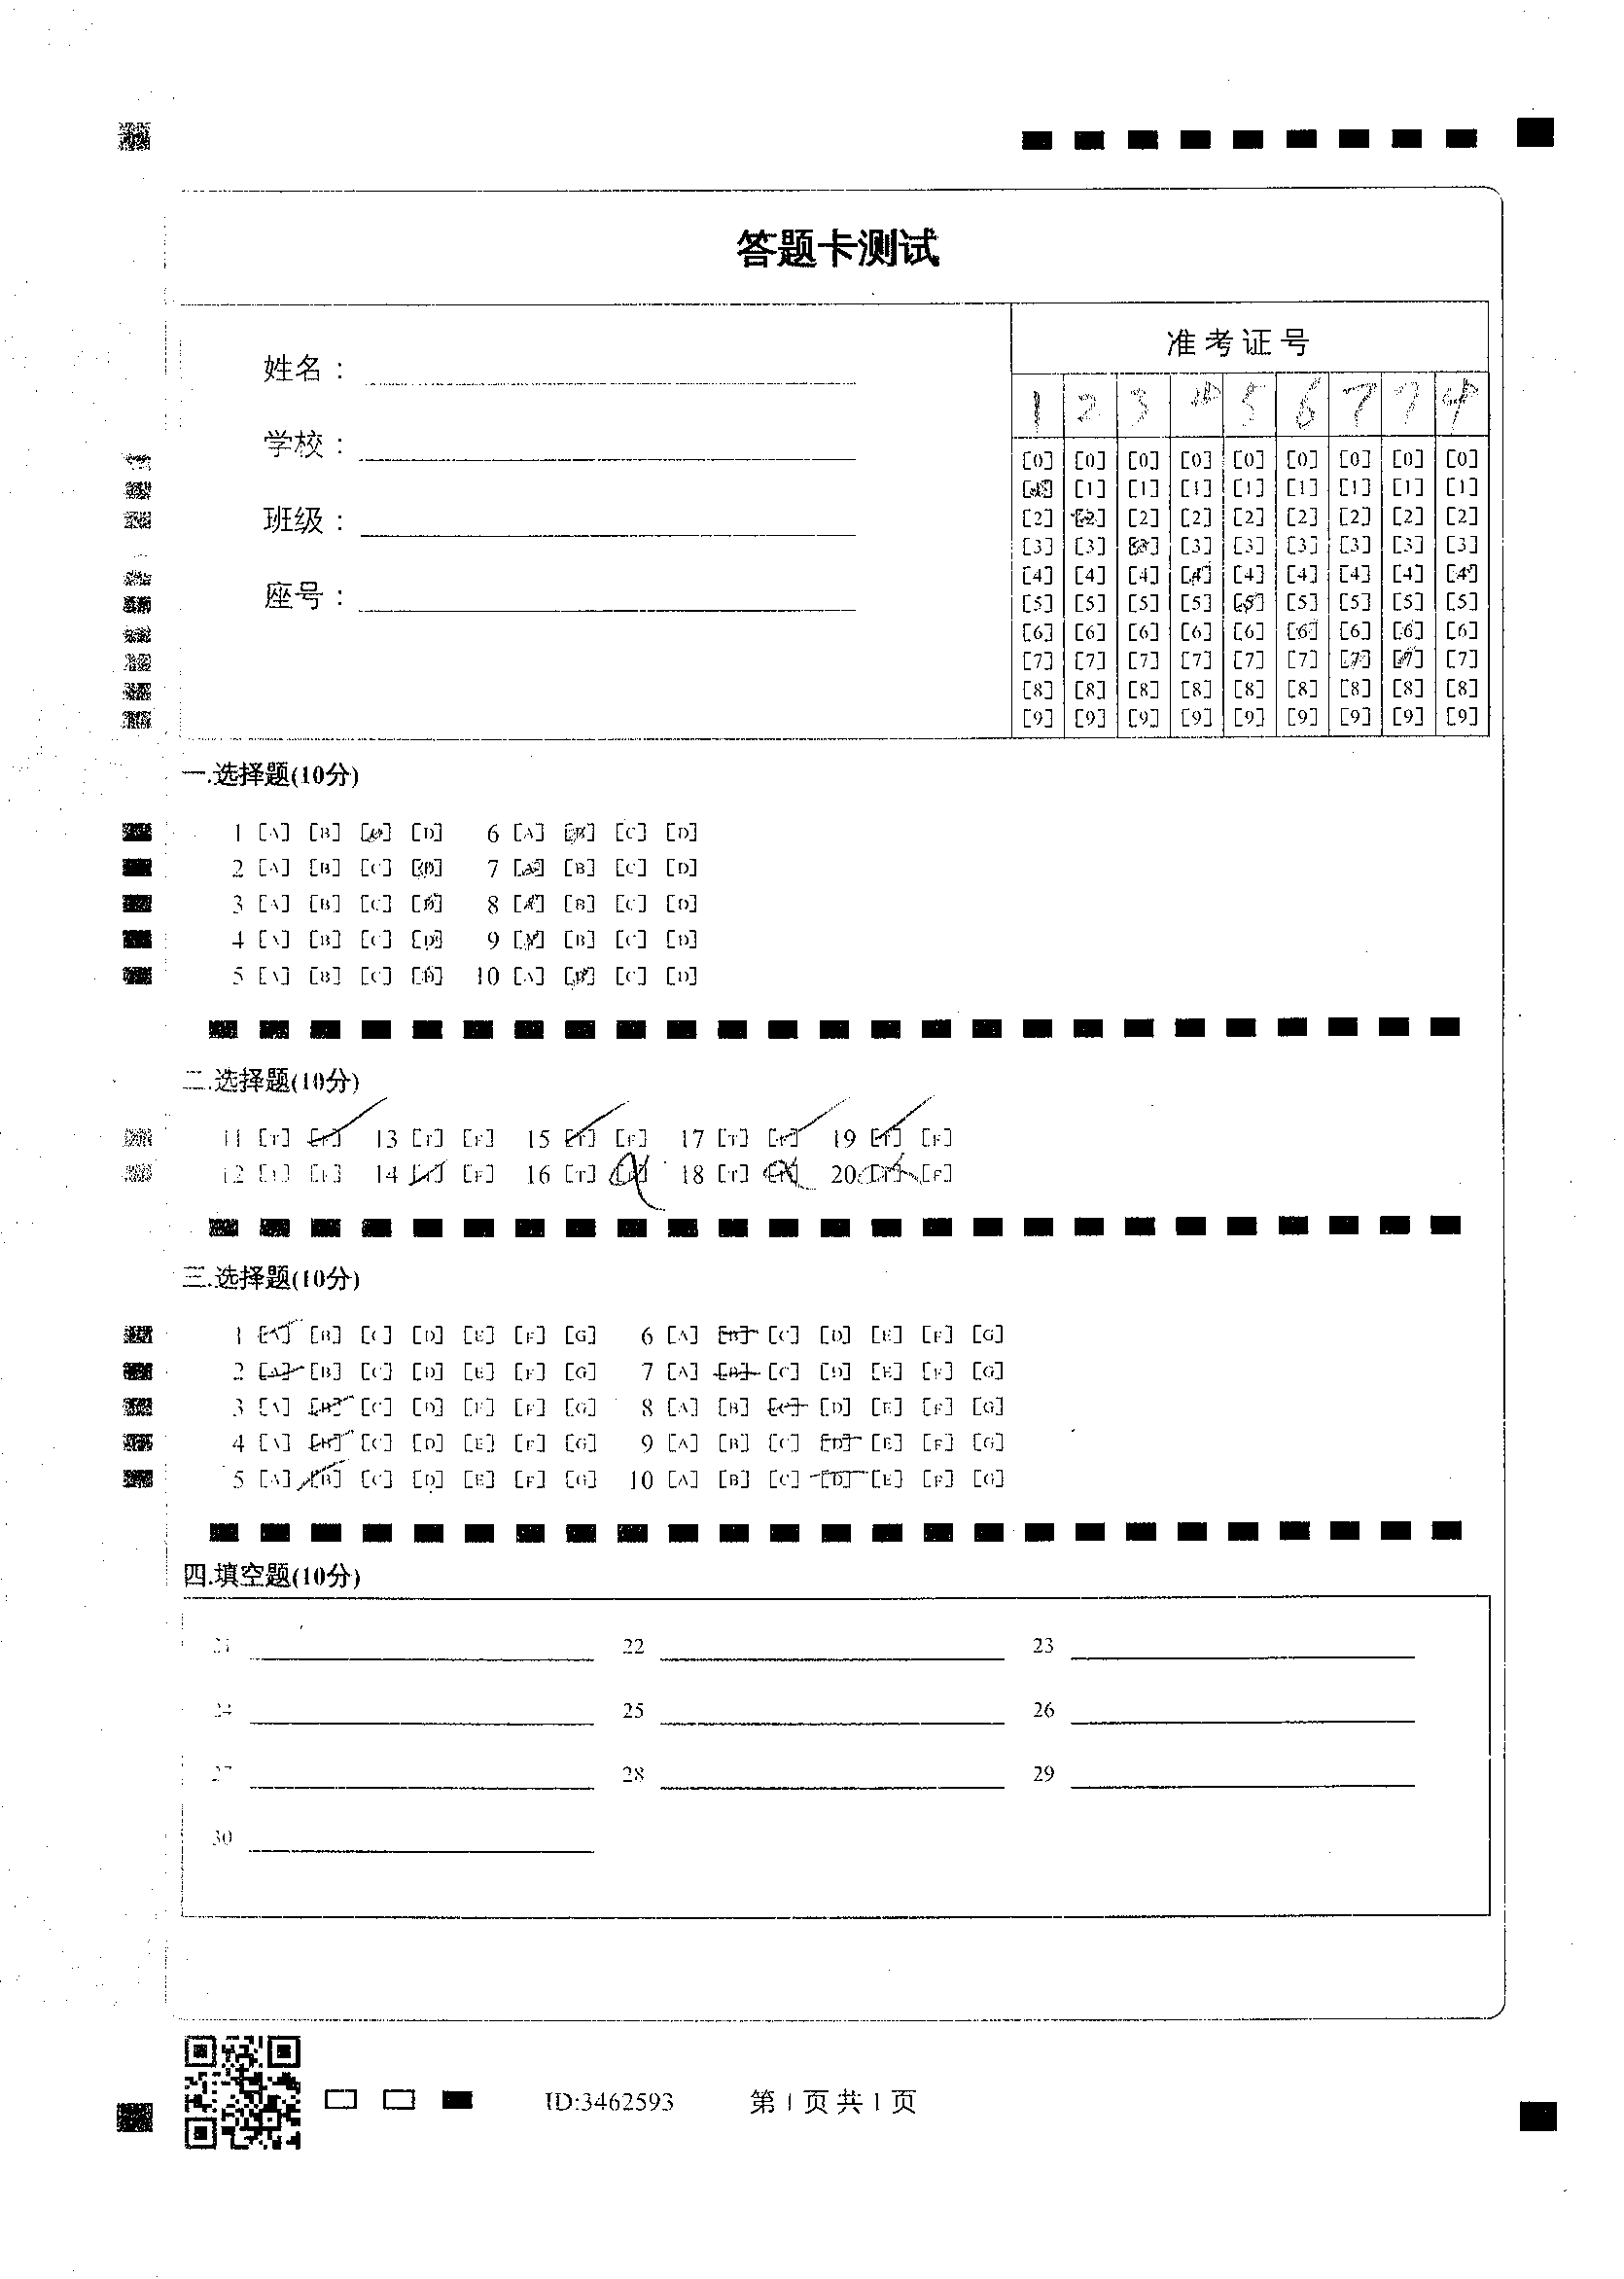 答题卡测试
姓名：
学校：
班级：
座号：
准考证号
1 2 3 4 5 6 7 7 4
[0] [0] [0] [0] [0] [0] [0] [0] [0]
[1] [1] [1] [1] [1] [1] [1] [1] [1]
[2] [2] [2] [2] [2] [2] [2] [2] [2]
[3] [3] [3] [3] [3] [3] [3] [3] [3]
[4] [4] [4] [4] [4] [4] [4] [4] [4]
[5] [5] [5] [5] [5] [5] [5] [5] [5]
[6] [6] [6] [6] [6] [6] [6] [6] [6]
[7] [7] [7] [7] [7] [7] [7] [7] [7]
[8] [8] [8] [8] [8] [8] [8] [8] [8]
[9] [9] [9] [9] [9] [9] [9] [9] [9]
一.选择题(10分)
1 [A] [B] [C] [D] 6 [A] [B] [C] [D]
2 [A] [B] [C] [D] 7 [A] [B] [C] [D]
3 [A] [B] [C] [D] 8 [A] [B] [C] [D]
4 [A] [B] [C] [D] 9 [A] [B] [C] [D]
5 [A] [B] [C] [D] 10 [A] [B] [C] [D]
二.选择题(10分)
11 [T] [F] 13 [T] [F] 15 [T] [F] 17 [T] [F] 19 [T] [F]
12 [T] [F] 14 [T] [F] 16 [T] [F] 18 [T] [F] 20 [T] [F]
三.选择题(10分)
1 [A] [B] [C] [D] [E] [F] [G] 6 [A] [B] [C] [D] [E] [F] [G]
2 [A] [B] [C] [D] [E] [F] [G] 7 [A] [B] [C] [D] [E] [F] [G]
3 [A] [B] [C] [D] [E] [F] [G] 8 [A] [B] [C] [D] [E] [F] [G]
4 [A] [B] [C] [D] [E] [F] [G] 9 [A] [B] [C] [D] [E] [F] [G]
5 [A] [B] [C] [D] [E] [F] [G] 10 [A] [B] [C] [D] [E] [F] [G]
四.填空题(10分)
21 22 23
24 25 26
27 28 29
30
ID:3462593 第1页共1页